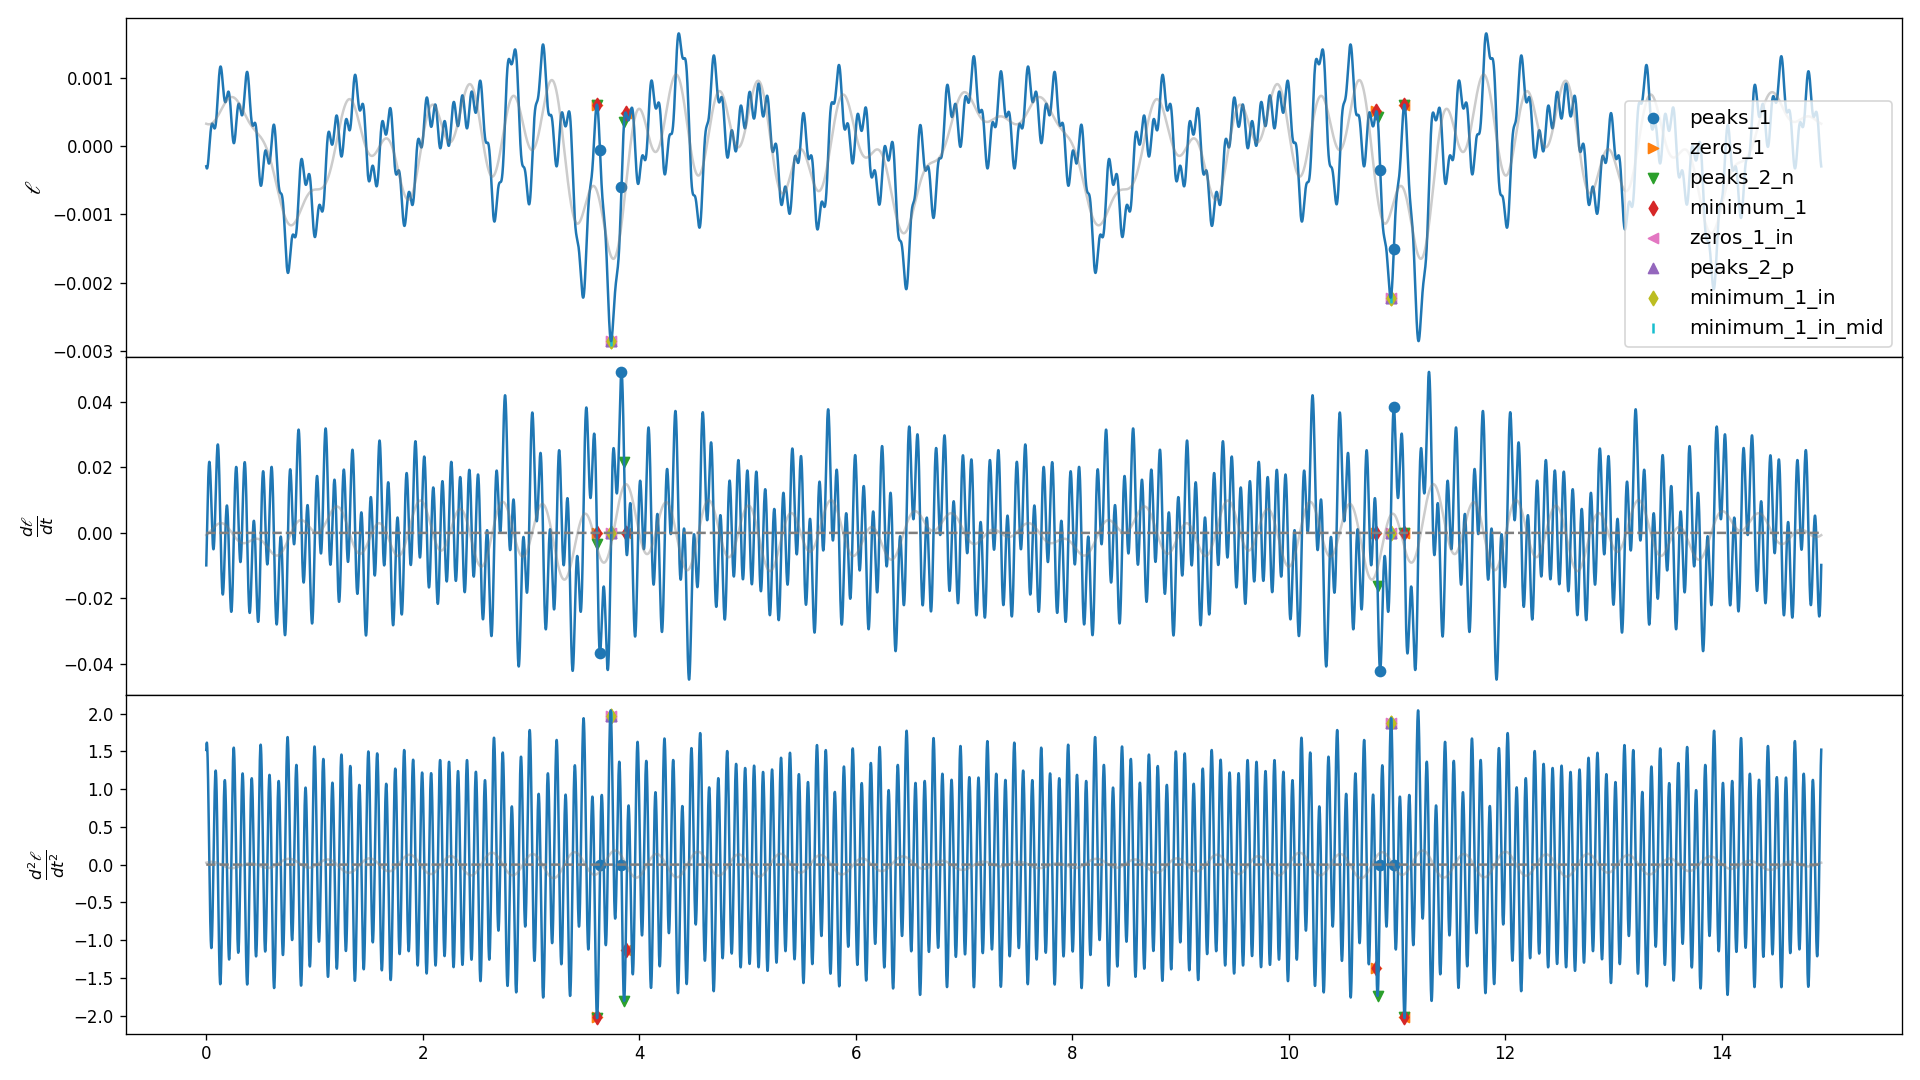 0.001
0.000
−0.001
−0.002
−0.003
ℓ
peaks_1
zeros_1
peaks_2_n
minimum_1
zeros_1_in
peaks_2_p
minimum_1_in
minimum_1_in_mid
0.04
0.02
0.00
−0.02
−0.04
dℓ
dt
2.0
1.5
1.0
0.5
0.0
−0.5
−1.0
−1.5
−2.0
d²ℓ
dt²
0 2 4 6 8 10 12 14